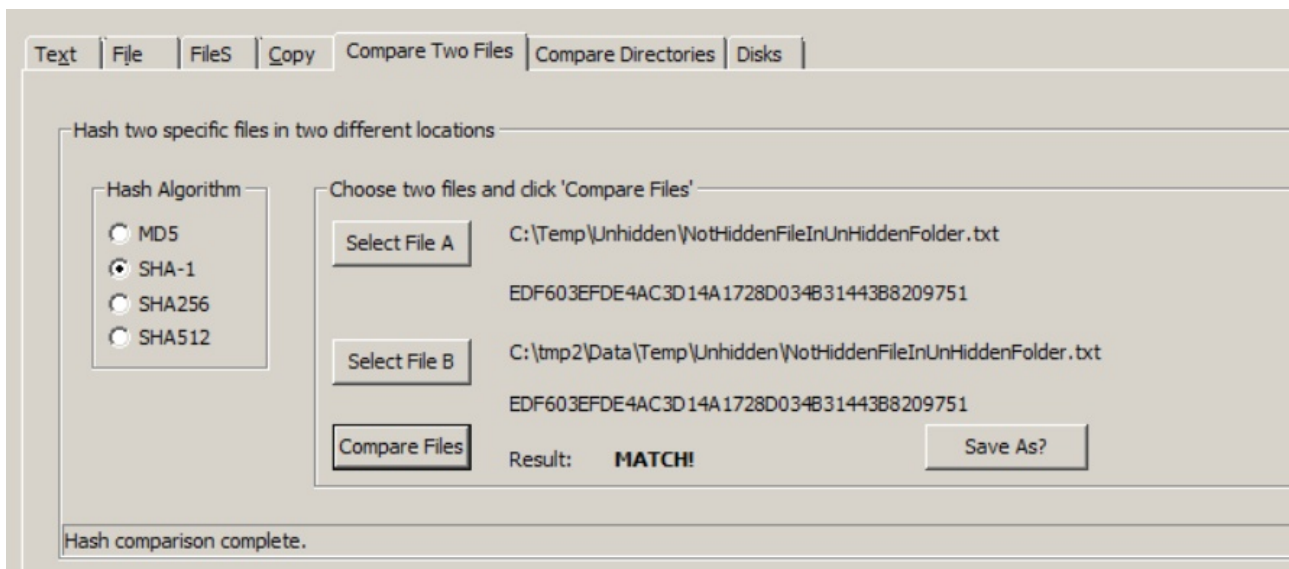 Text File FileS Copy Compare Two Files Compare Directories Disks
Hash two specific files in two different locations
Hash Algorithm
MD5
SHA-1
SHA256
SHA512
Choose two files and click 'Compare Files'
Select File A
C:\Temp\Unhidden\NotHiddenFileInUnHiddenFolder.txt
EDF603EFDE4AC3D14A1728D034B31443B8209751
Select File B
C:\tmp2\Data\Temp\Unhidden\NotHiddenFileInUnHiddenFolder.txt
EDF603EFDE4AC3D14A1728D034B31443B8209751
Compare Files
Result: MATCH!
Save As?
Hash comparison complete.